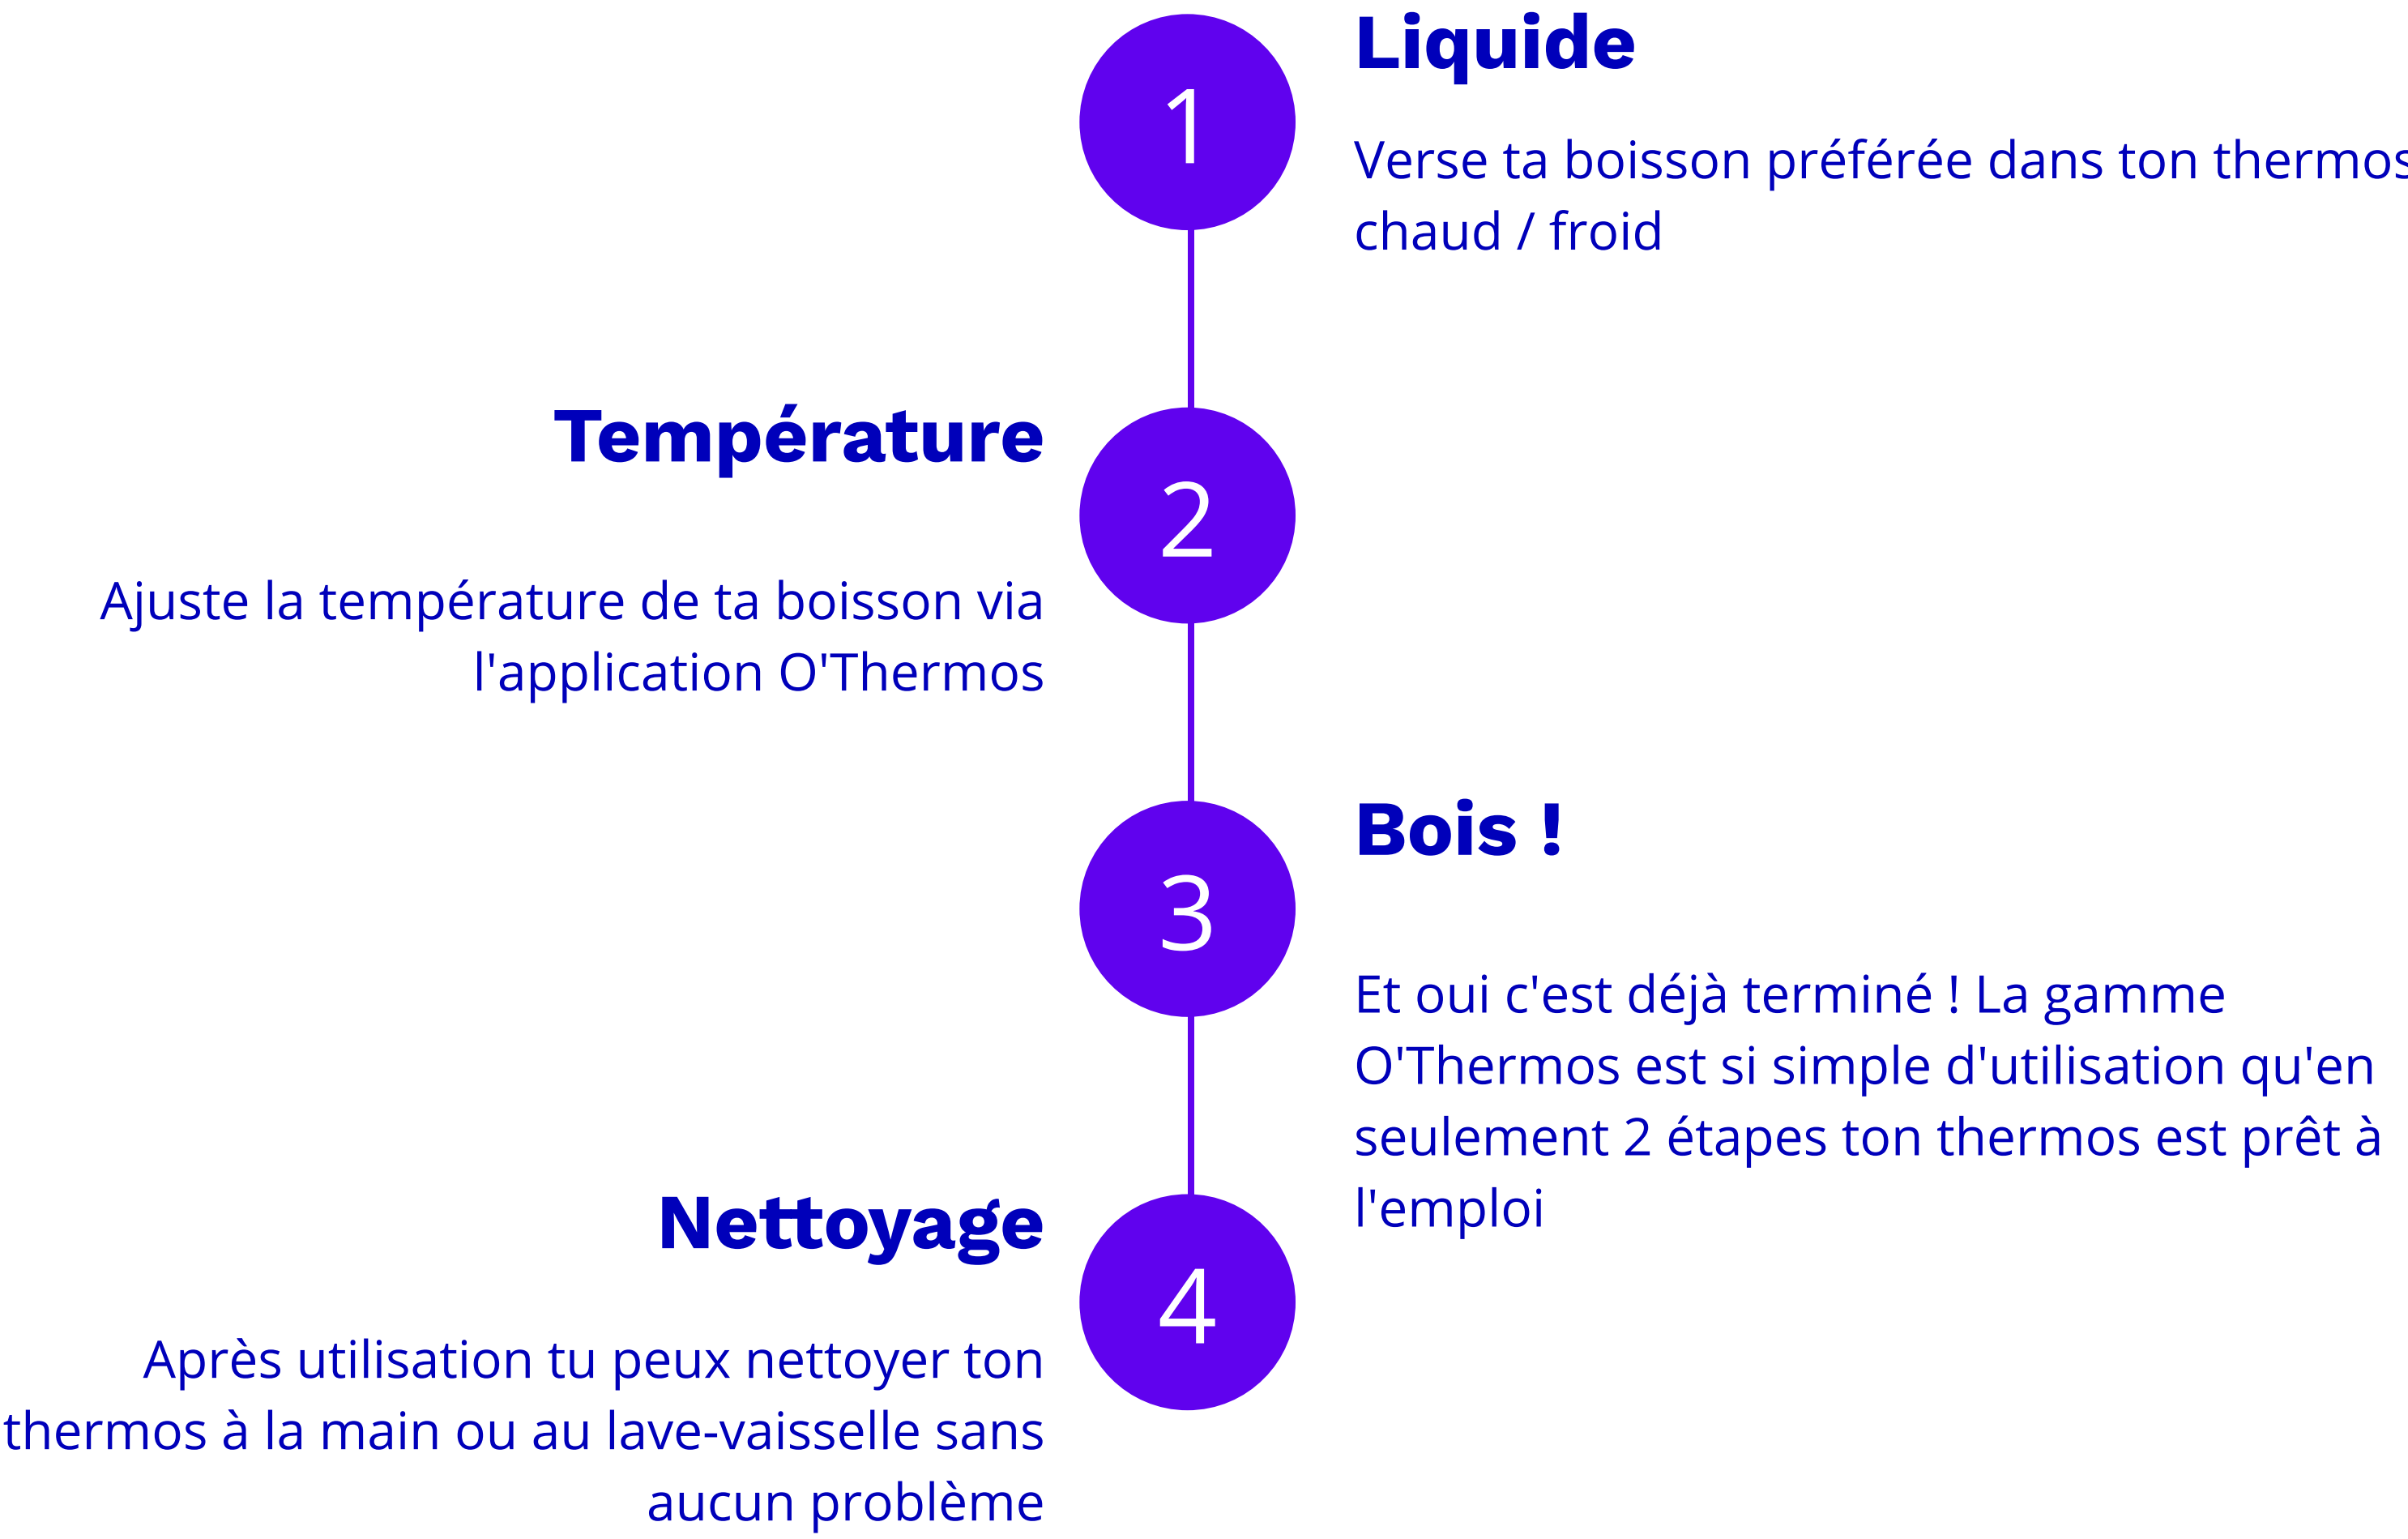 1
Liquide
Verse ta boisson préférée dans ton thermos
chaud / froid
2
Température
Ajuste la température de ta boisson via
l'application O'Thermos
3
Bois !
Et oui c'est déjà terminé ! La gamme
O'Thermos est si simple d'utilisation qu'en
seulement 2 étapes ton thermos est prêt à
l'emploi
4
Nettoyage
Après utilisation tu peux nettoyer ton
thermos à la main ou au lave-vaisselle sans
aucun problème